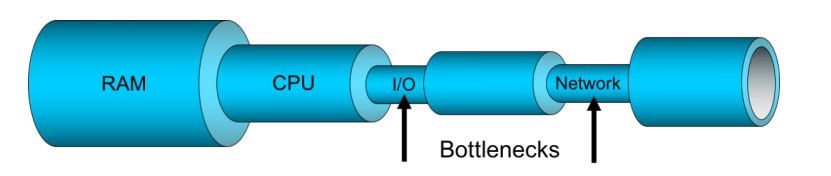 RAM
CPU
I/O
Network
Bottlenecks